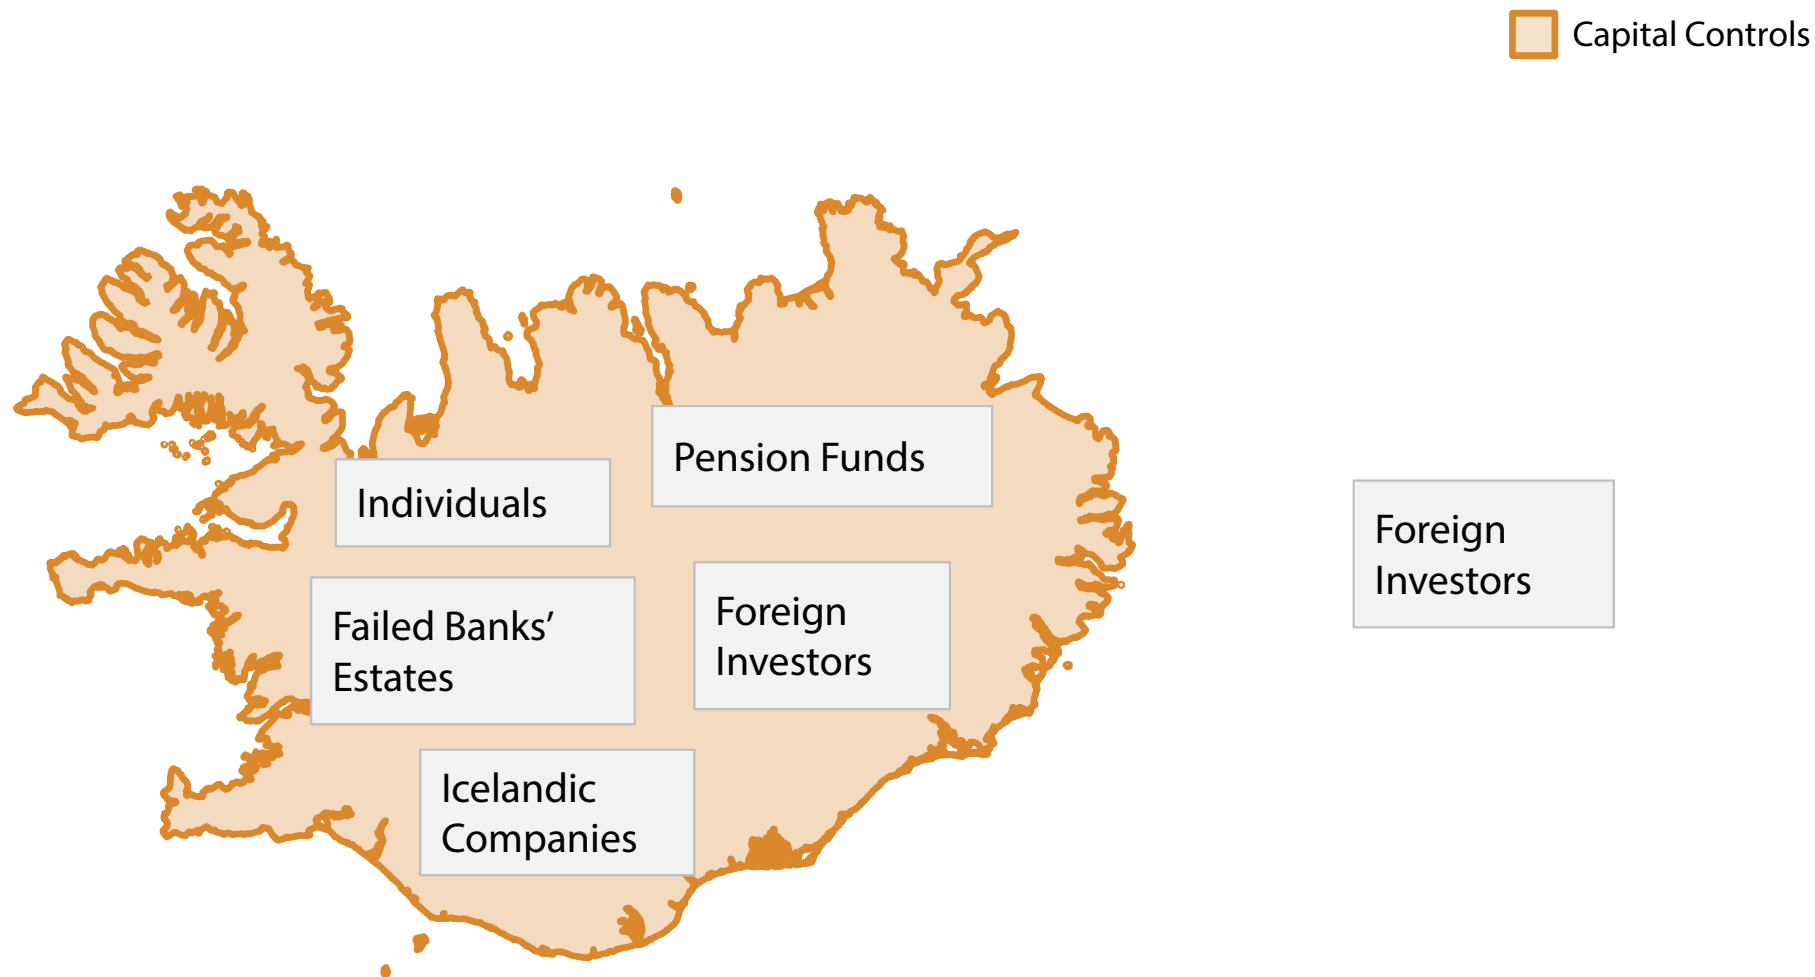 Capital Controls
Pension Funds
Individuals
Foreign
Investors
Failed Banks’
Estates
Foreign
Investors
Icelandic
Companies